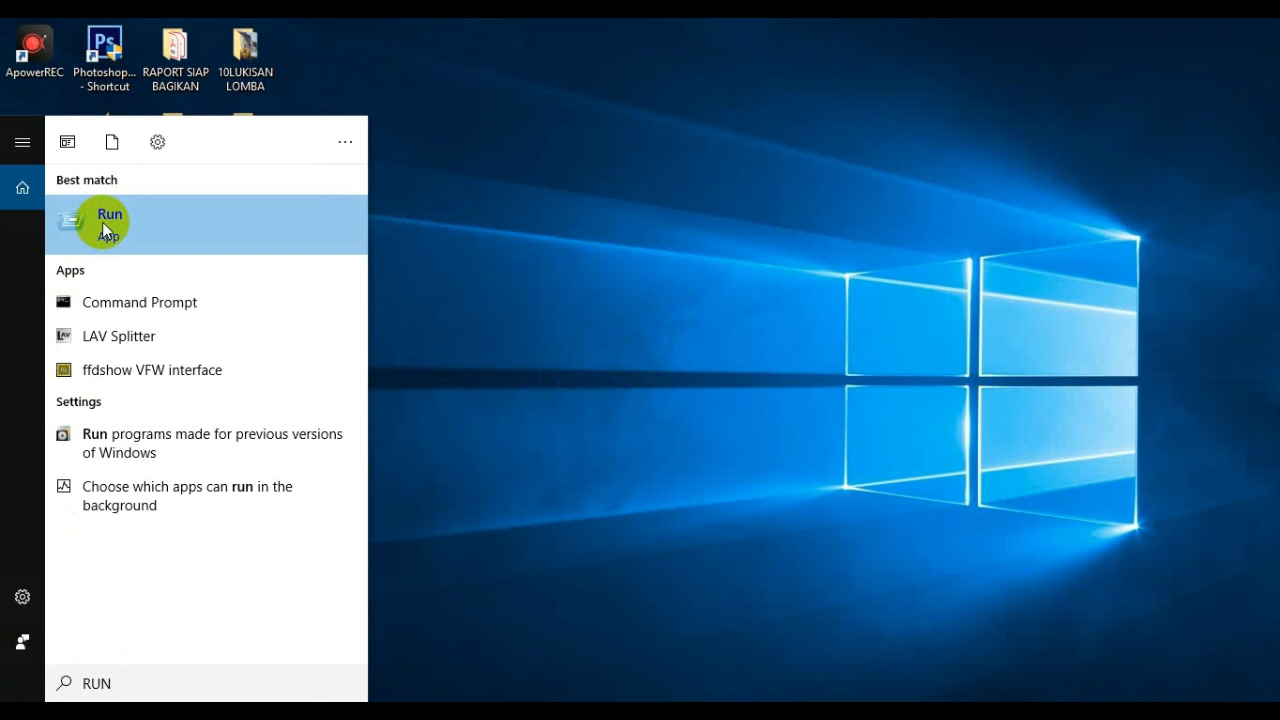 ApowerREC
Photoshop...
- Shortcut
RAPORT SIAP
BAGIKAN
10LUKISAN
LOMBA
Best match
Run
App
Apps
Command Prompt
LAV Splitter
ffdshow VFW interface
Settings
Run programs made for previous versions
of Windows
Choose which apps can run in the
background
RUN